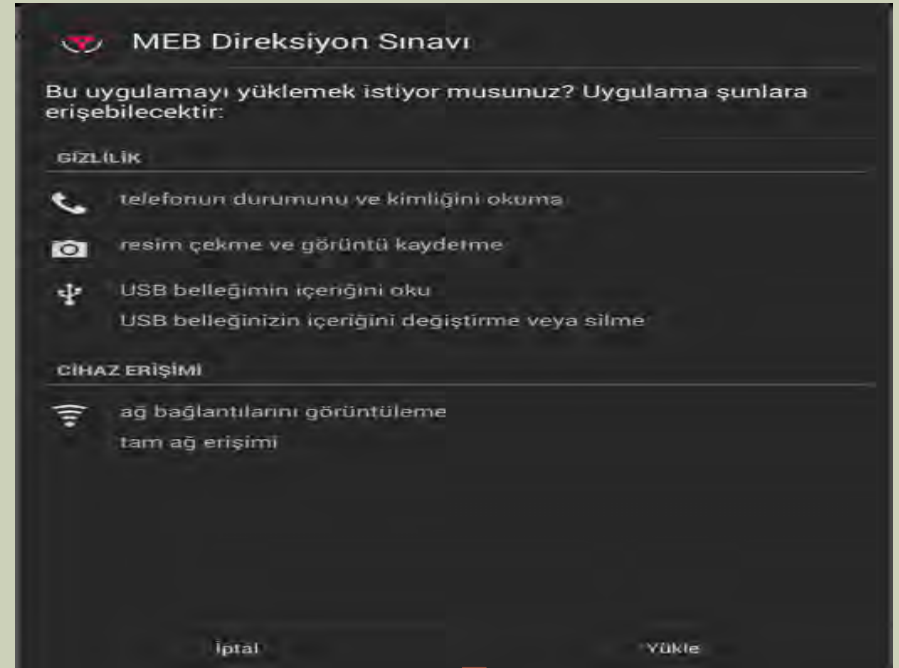 MEB Direksiyon Sınavı
Bu uygulamayı yüklemek istiyor musunuz? Uygulama şunlara
erişebilecektir:
GİZLİLİK
telefonun durumunu ve kimliğini okuma
resim çekme ve görüntü kaydetme
USB belleğimin içeriğini oku
USB belleğinizin içeriğini değiştirme veya silme
CİHAZ ERİŞİMİ
ağ bağlantılarını görüntüleme
tam ağ erişimi
İptal
Yükle